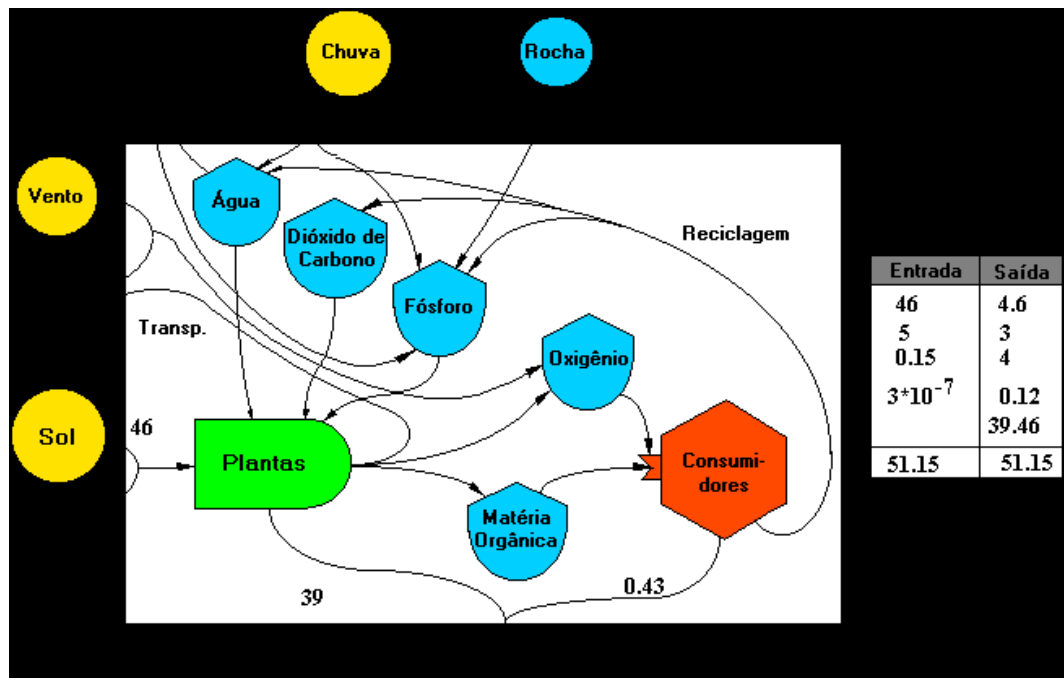 Chuva
Rocha
Vento
Água
Dióxido de
Carbono
Fósforo
Reciclagem
Transp.
Oxigênio
Sol
46
Plantas
Consumi-
dores
Matéria
Orgânica
39
0.43
Entrada Saída
46 4.6
5 3
0.15 4
3*10⁻⁷ 0.12
39.46
51.15 51.15